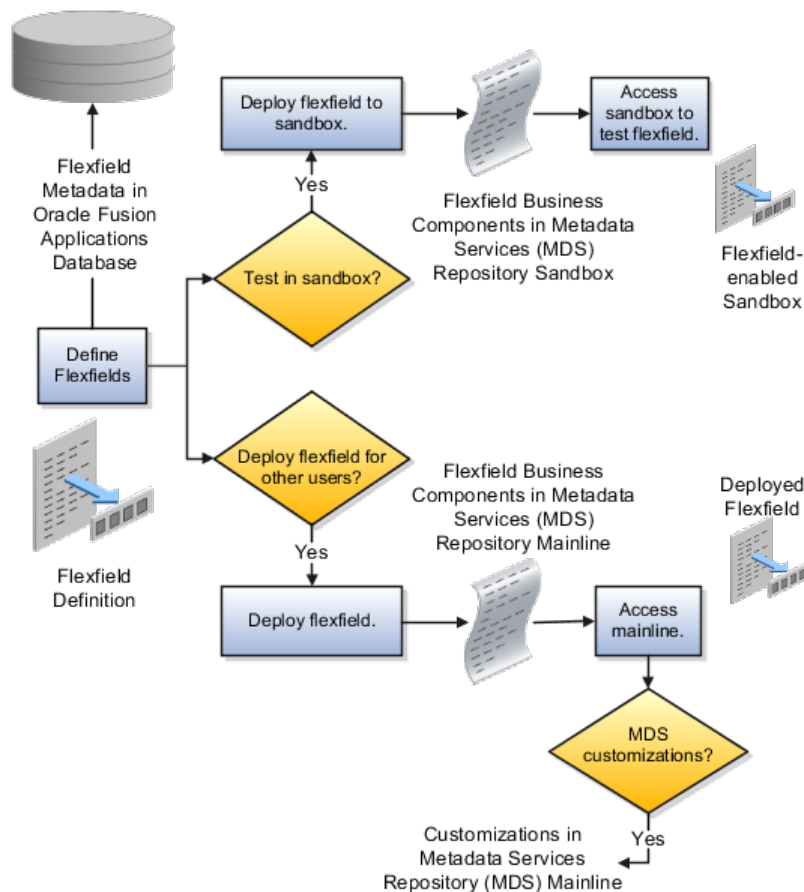 Deploy flexfield to
sandbox.
Access
sandbox to
test flexfield.
Flexfield
Metadata in
Oracle Fusion
Applications
Database
Yes
Flexfield Business
Components in Metadata
Services (MDS)
Repository Sandbox
Test in sandbox?
Flexfield-
enabled
Sandbox
Define
Flexfields
Deploy flexfield for
other users?
Flexfield Business
Components in Metadata
Services (MDS)
Repository Mainline
Deployed
Flexfield
Yes
Flexfield
Definition
Deploy flexfield.
Access
mainline.
MDS
customizations?
Yes
Customizations in
Metadata Services
Repository (MDS) Mainline